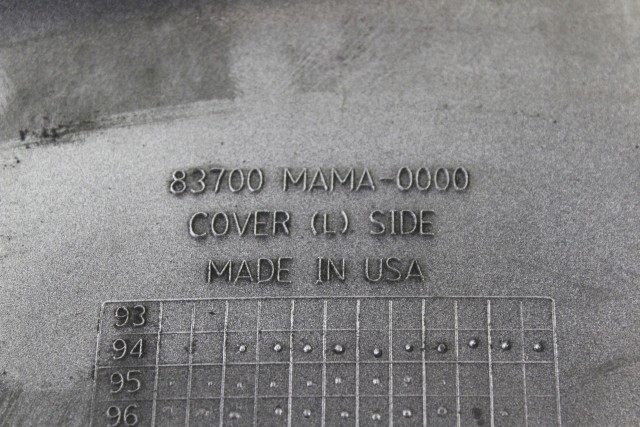 83700 MAMA-0000
COVER (L) SIDE
MADE IN USA
93
94
95
96